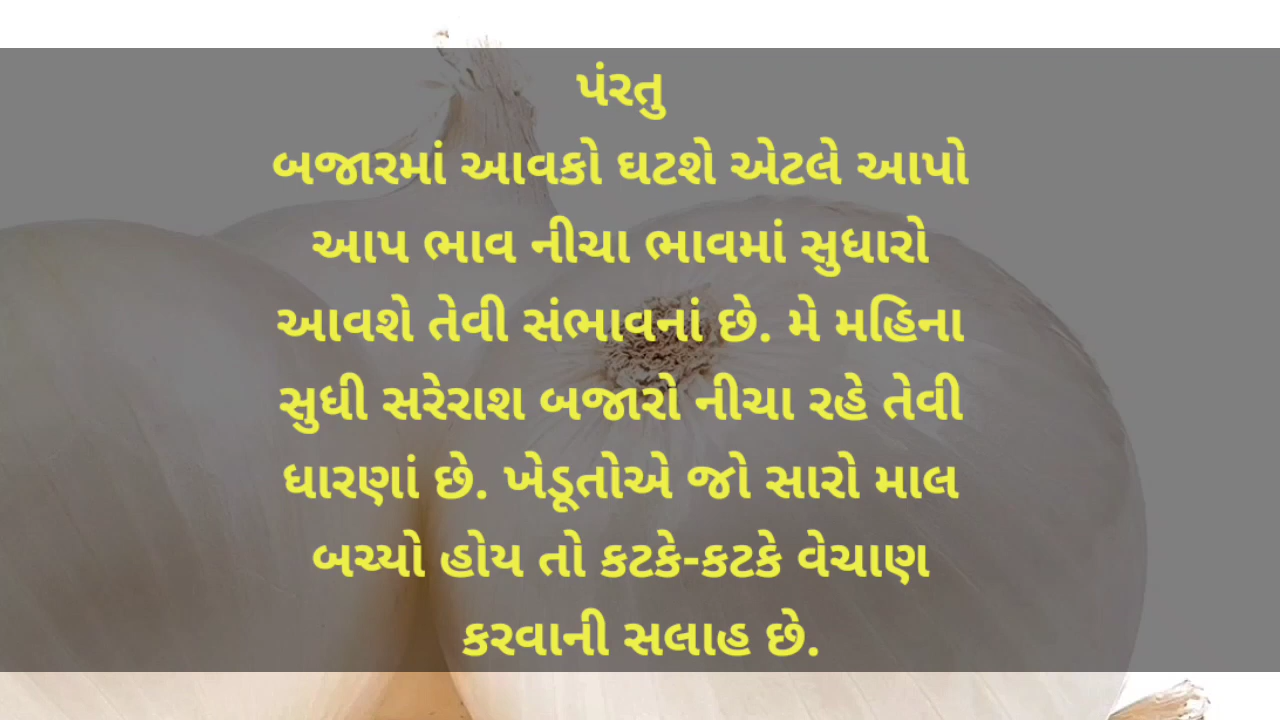 પંરતુ
બજારમાં આવકો ઘટશે એટલે આપો
આપ ભાવ નીચા ભાવમાં સુધારો
આવશે તેવી સંભાવનાં છે. મે મહિના
સુધી સરેરાશ બજારો નીચા રહે તેવી
ધારણાં છે. ખેડૂતોએ જો સારો માલ
બચ્યો હોય તો કટકે-કટકે વેચાણ
કરવાની સલાહ છે.